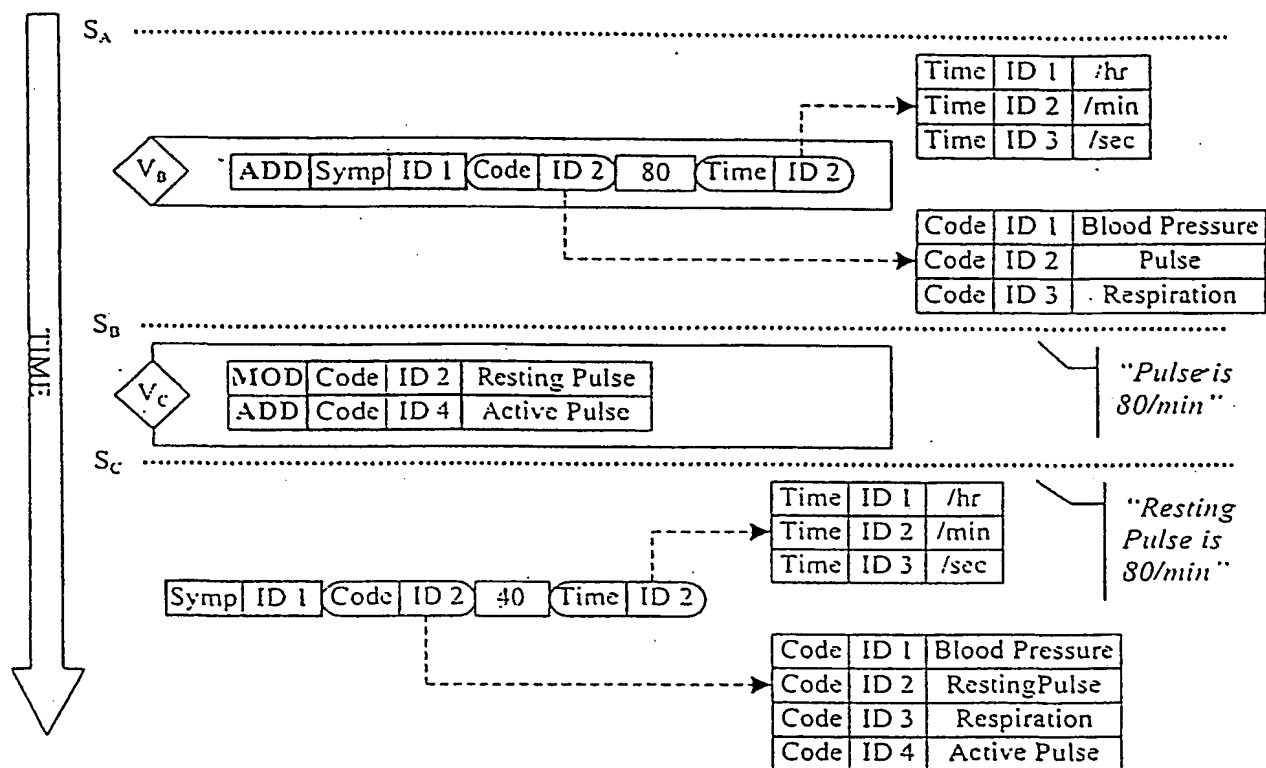 S_A
Time ID 1 /hr
Time ID 2 /min
Time ID 3 /sec
V_B ADD Symp ID 1 Code ID 2 80 Time ID 2
Code ID 1 Blood Pressure
Code ID 2 Pulse
Code ID 3 Respiration
S_B
TIME
V_C
MOD Code ID 2 Resting Pulse
ADD Code ID 4 Active Pulse
"Pulse is
80/min"
S_C
Time ID 1 /hr
Time ID 2 /min
Time ID 3 /sec
"Resting
Pulse is
80/min"
Symp ID 1 Code ID 2 40 Time ID 2
Code ID 1 Blood Pressure
Code ID 2 RestingPulse
Code ID 3 Respiration
Code ID 4 Active Pulse